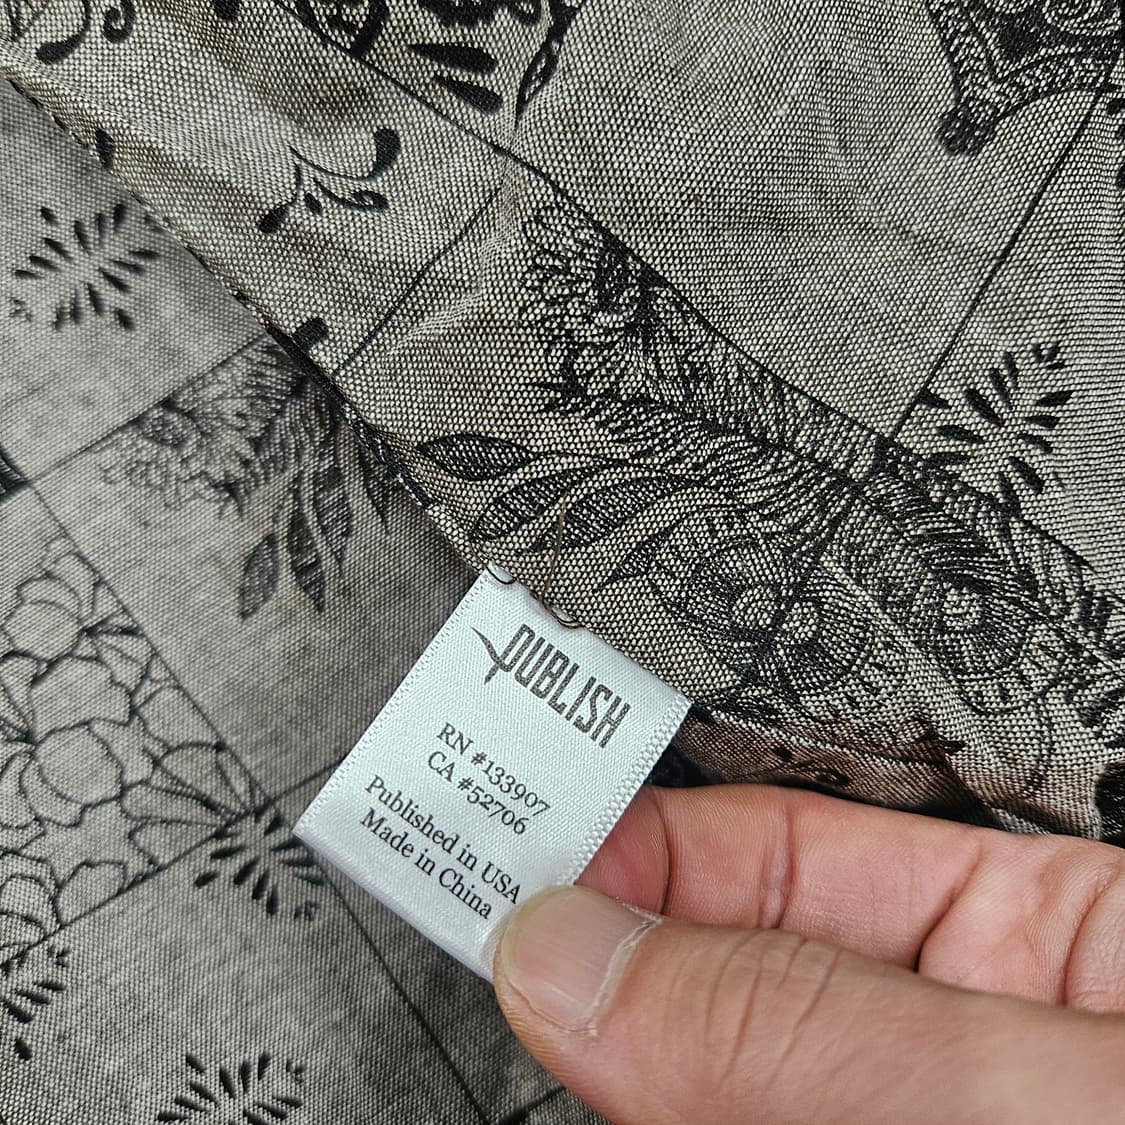 PUBLISH
RN #133907
CA #52706
Published in USA
Made in China